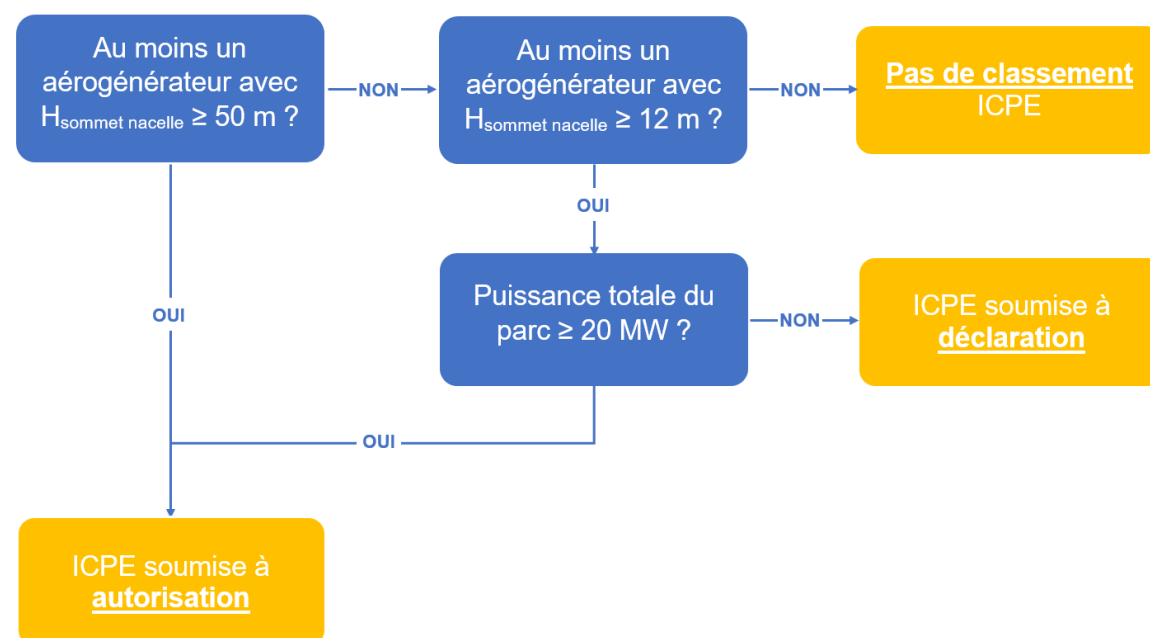 Au moins un
aérogénérateur avec
Hsommet nacelle ≥ 50 m ?
NON
Au moins un
aérogénérateur avec
Hsommet nacelle ≥ 12 m ?
NON
Pas de classement
ICPE
OUI
Puissance totale du
parc ≥ 20 MW ?
NON
ICPE soumise à
déclaration
OUI
OUI
ICPE soumise à
autorisation